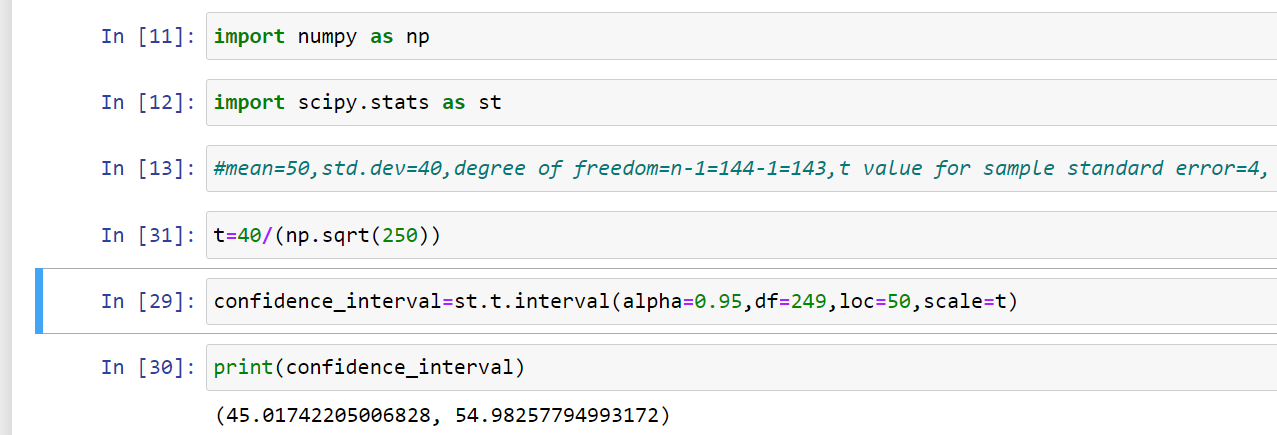 In [11]: import numpy as np
In [12]: import scipy.stats as st
In [13]: #mean=50,std.dev=40,degree of freedom=n-1=144-1=143,t value for sample standard error=4,
In [31]: t=40/(np.sqrt(250))
In [29]: confidence_interval=st.t.interval(alpha=0.95,df=249,loc=50,scale=t)
In [30]: print(confidence_interval)
(45.01742205006828, 54.98257794993172)